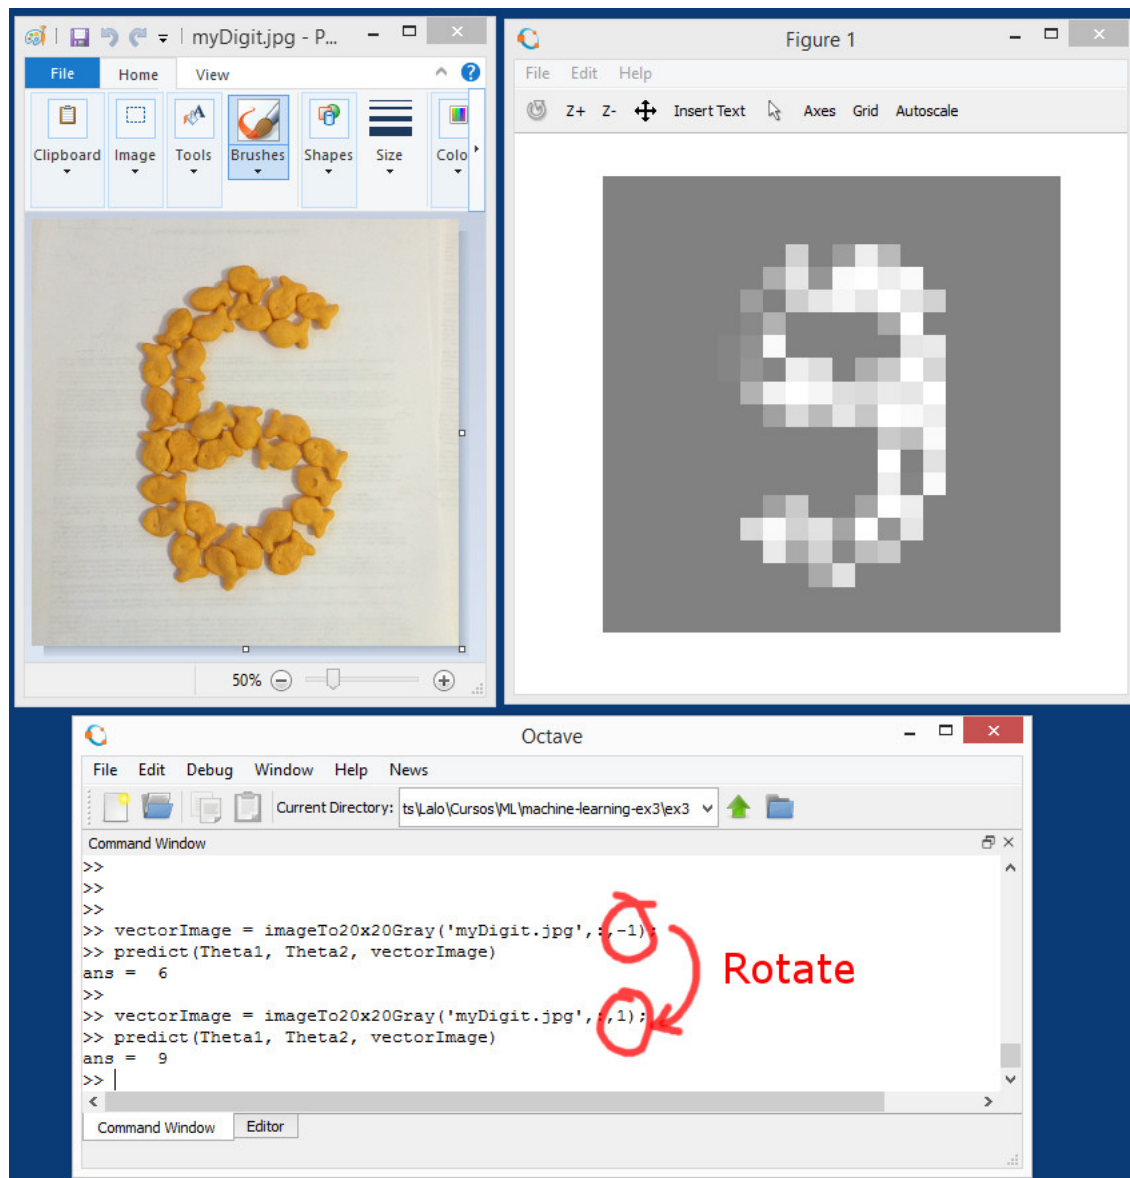 myDigit.jpg - P...
File Home View
Clipboard Image Tools Brushes Shapes Size Colo
50%
Figure 1
File Edit Help
Z+ Z- Insert Text Axes Grid Autoscale
Octave
File Edit Debug Window Help News
Current Directory: ts\Lalo\Cursos\ML\machine-learning-ex3\ex3
Command Window
>>
>>
>>
>> vectorImage = imageTo20x20Gray('myDigit.jpg',:,-1);
>> predict(Theta1, Theta2, vectorImage)
ans = 6
>>
>> vectorImage = imageTo20x20Gray('myDigit.jpg',:,1);
>> predict(Theta1, Theta2, vectorImage)
ans = 9
>>
Rotate
Command Window Editor